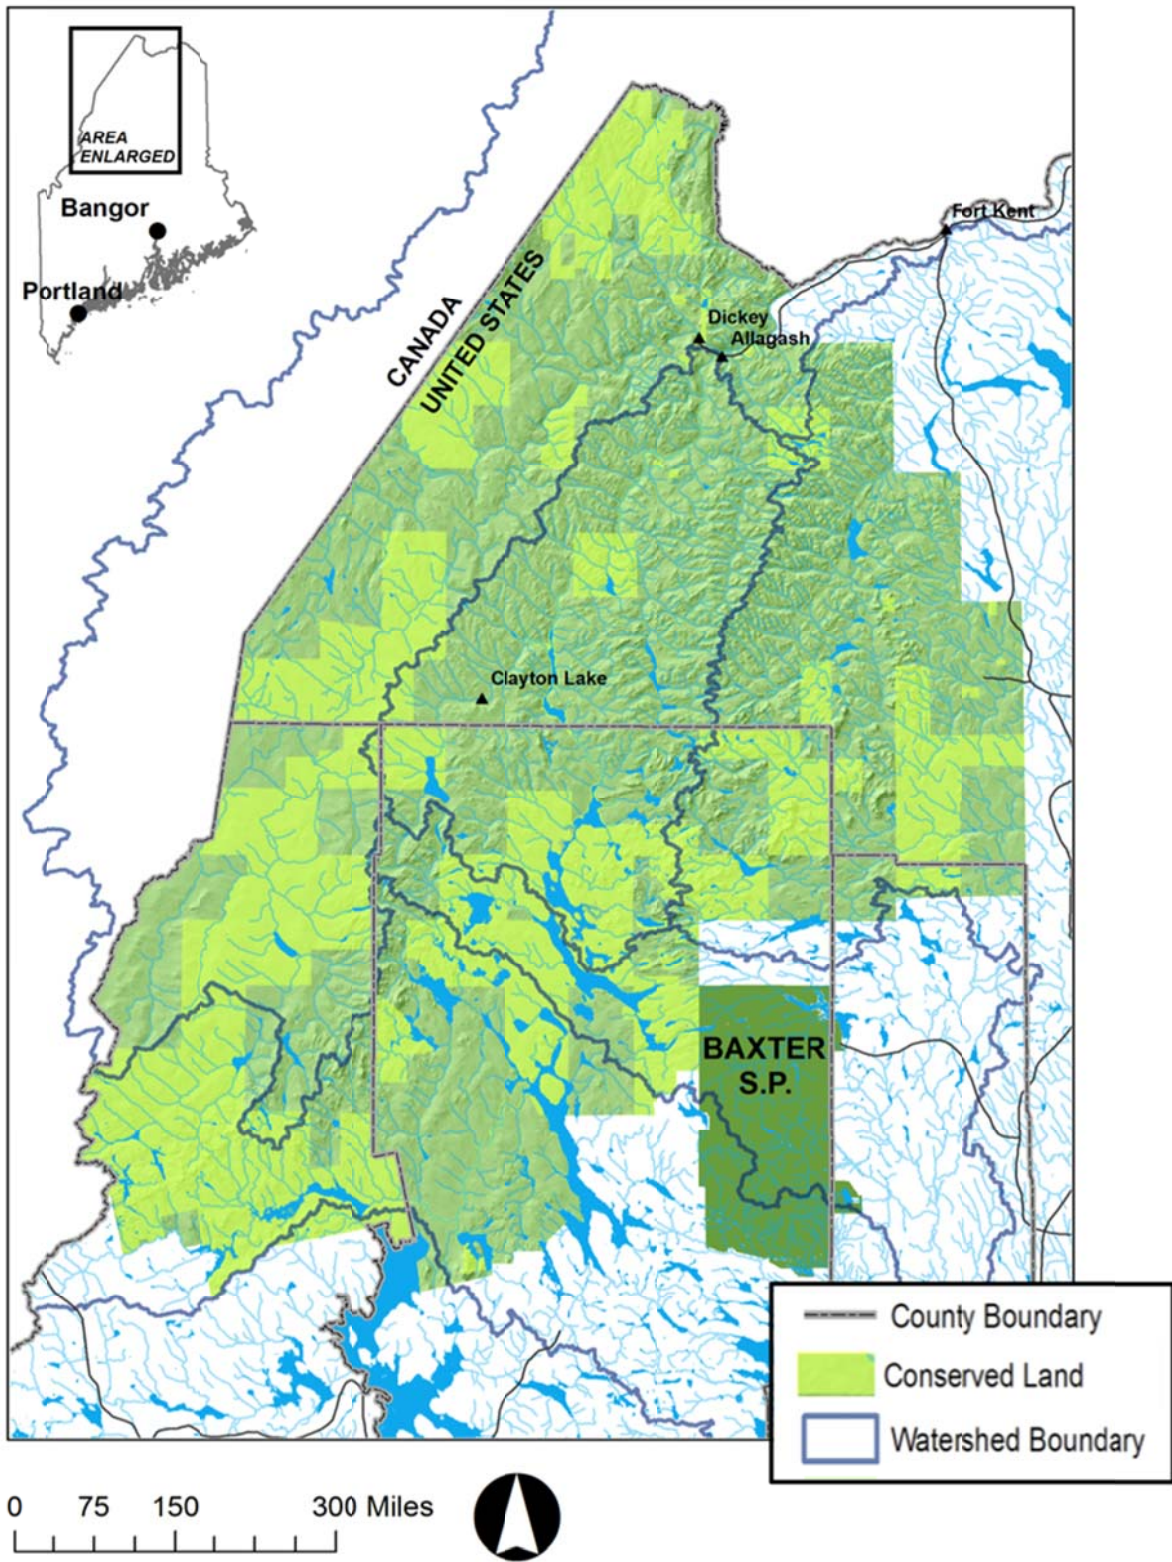 AREA
ENLARGED
Bangor
Portland
CANADA
UNITED STATES
Fort Kent
Dickey
Allagash
Clayton Lake
BAXTER
S.P.
County Boundary
Conserved Land
Watershed Boundary
0 75 150 300 Miles